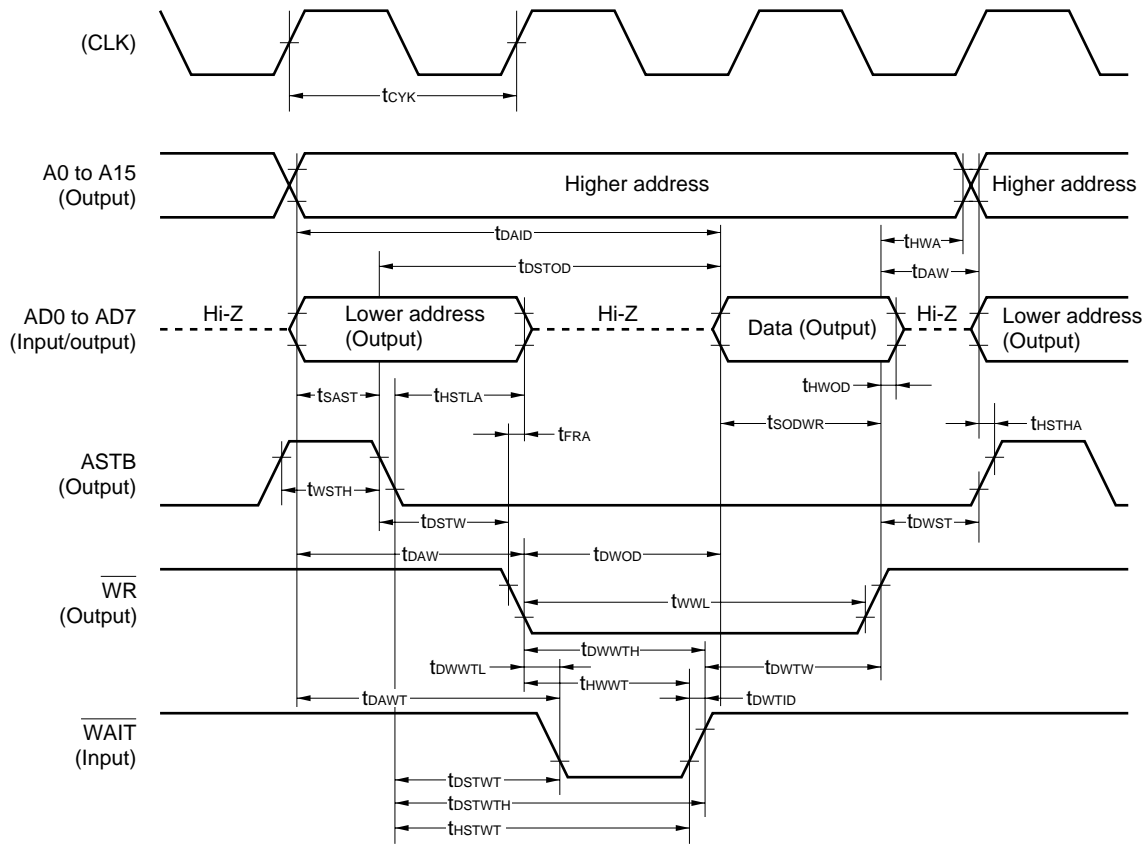 (CLK)
tCYK
A0 to A15
(Output)
Higher address
Higher address
tDAID
tHWA
tDSTOD
tDAW
AD0 to AD7
(Input/output)
Hi-Z
Lower address
(Output)
Hi-Z
Data (Output)
Hi-Z
Lower address
(Output)
tHWOD
tSAST
tHSTLA
tSODWR
tFRA
tHSTHA
ASTB
(Output)
tWSTH
tDSTW
tDWST
tDAW
tDWOD
WR
(Output)
tWWL
tDWWTH
tDWWTL
tDWTW
tHWWT
tDAWT
tDWTID
WAIT
(Input)
tDSTWT
tDSTWTH
tHSTWT